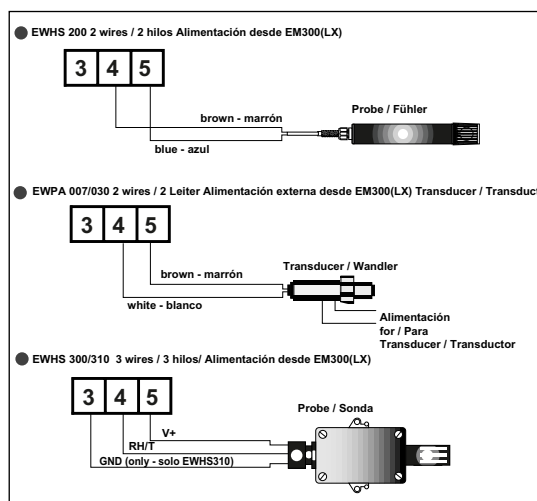 EWHS 200 2 wires / 2 hilos Alimentación desde EM300(LX)
3 4 5
brown - marrón
blue - azul
Probe / Fühler
EWPA 007/030 2 wires / 2 Leiter Alimentación externa desde EM300(LX) Transducer / Transduct
3 4 5
brown - marrón
white - blanco
Transducer / Wandler
Alimentación
for / Para
Transducer / Transductor
EWHS 300/310 3 wires / 3 hilos/ Alimentación desde EM300(LX)
3 4 5
V+
RH/T
GND (only - solo EWHS310)
Probe / Sonda